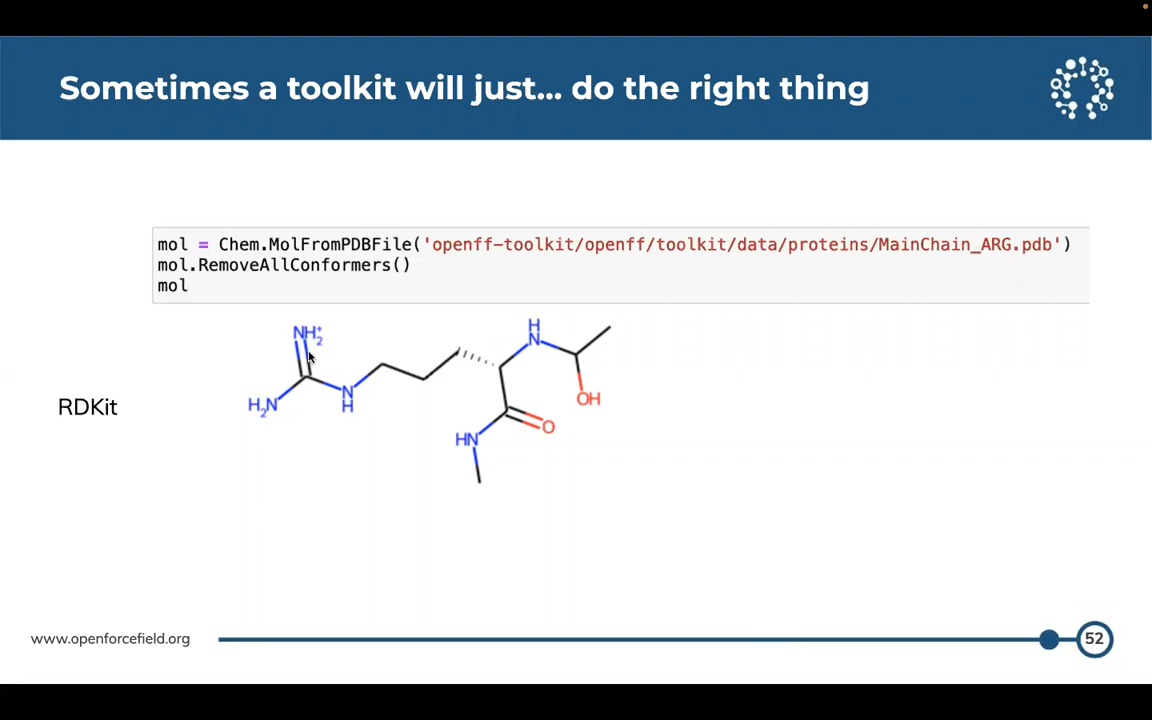 Sometimes a toolkit will just... do the right thing
mol = Chem.MolFromPDBFile('openff-toolkit/openff/toolkit/data/proteins/MainChain_ARG.pdb')
mol.RemoveAllConformers()
mol
NH₂⁺
H₂N
N
H
H
N
OH
O
HN
RDKit
www.openforcefield.org
52